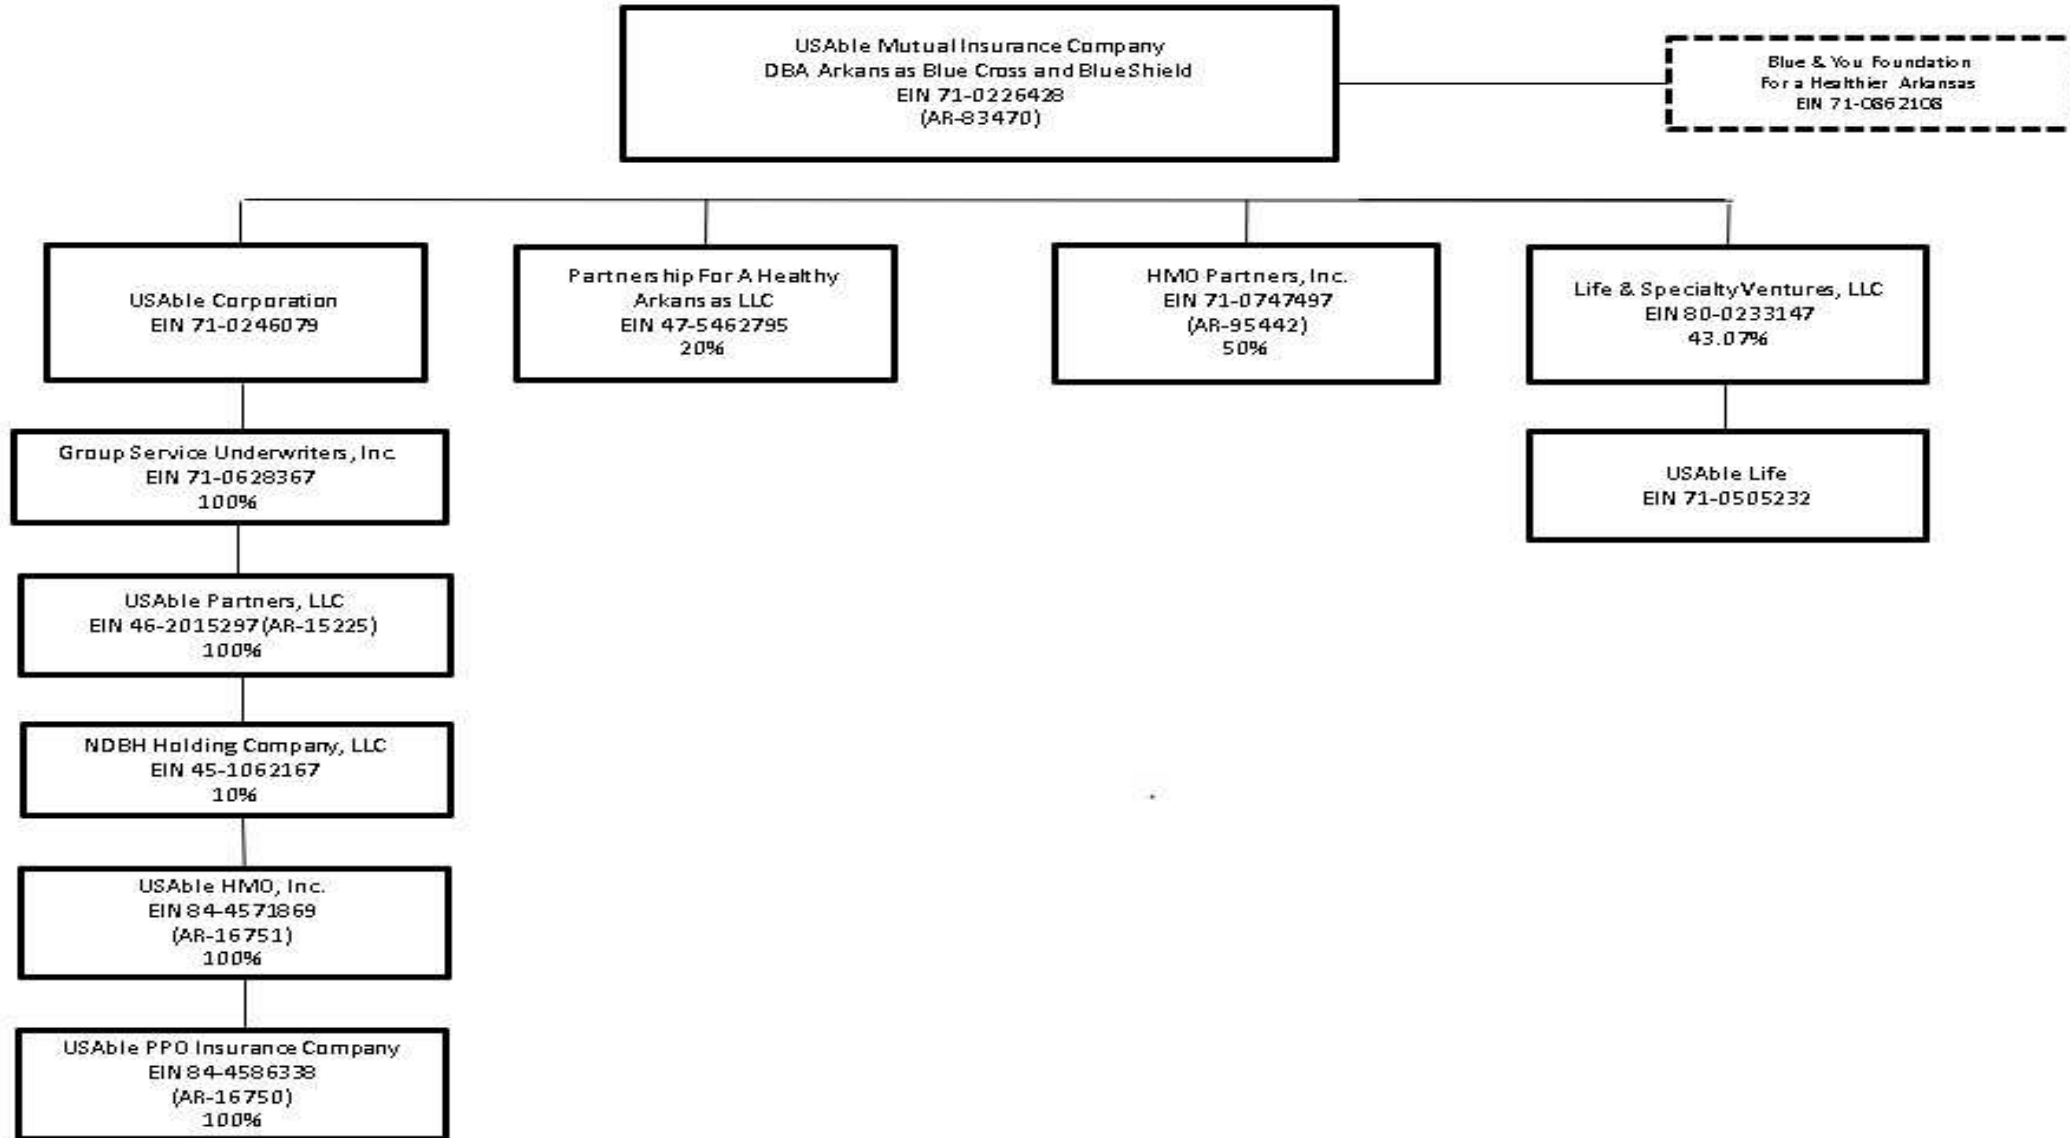 USAble Mutual Insurance Company
DBA Arkansas Blue Cross and Blue Shield
EIN 71-0226428
(AR-83470)
Blue & You Foundation
For a Healthier Arkansas
EIN 71-0862108
USAble Corporation
EIN 71-0246079
Partnership For A Healthy
Arkansas LLC
EIN 47-5462795
20%
HMO Partners, Inc.
EIN 71-0747497
(AR-95442)
50%
Life & Specialty Ventures, LLC
EIN 80-0233147
43.07%
Group Service Underwriters, Inc.
EIN 71-0628367
100%
USAble Life
EIN 71-0505232
USAble Partners, LLC
EIN 46-2015297(AR-15225)
100%
NDBH Holding Company, LLC
EIN 45-1062167
10%
USAble HMO, Inc.
EIN 84-4571869
(AR-16751)
100%
USAble PPO Insurance Company
EIN 84-4586338
(AR-16750)
100%